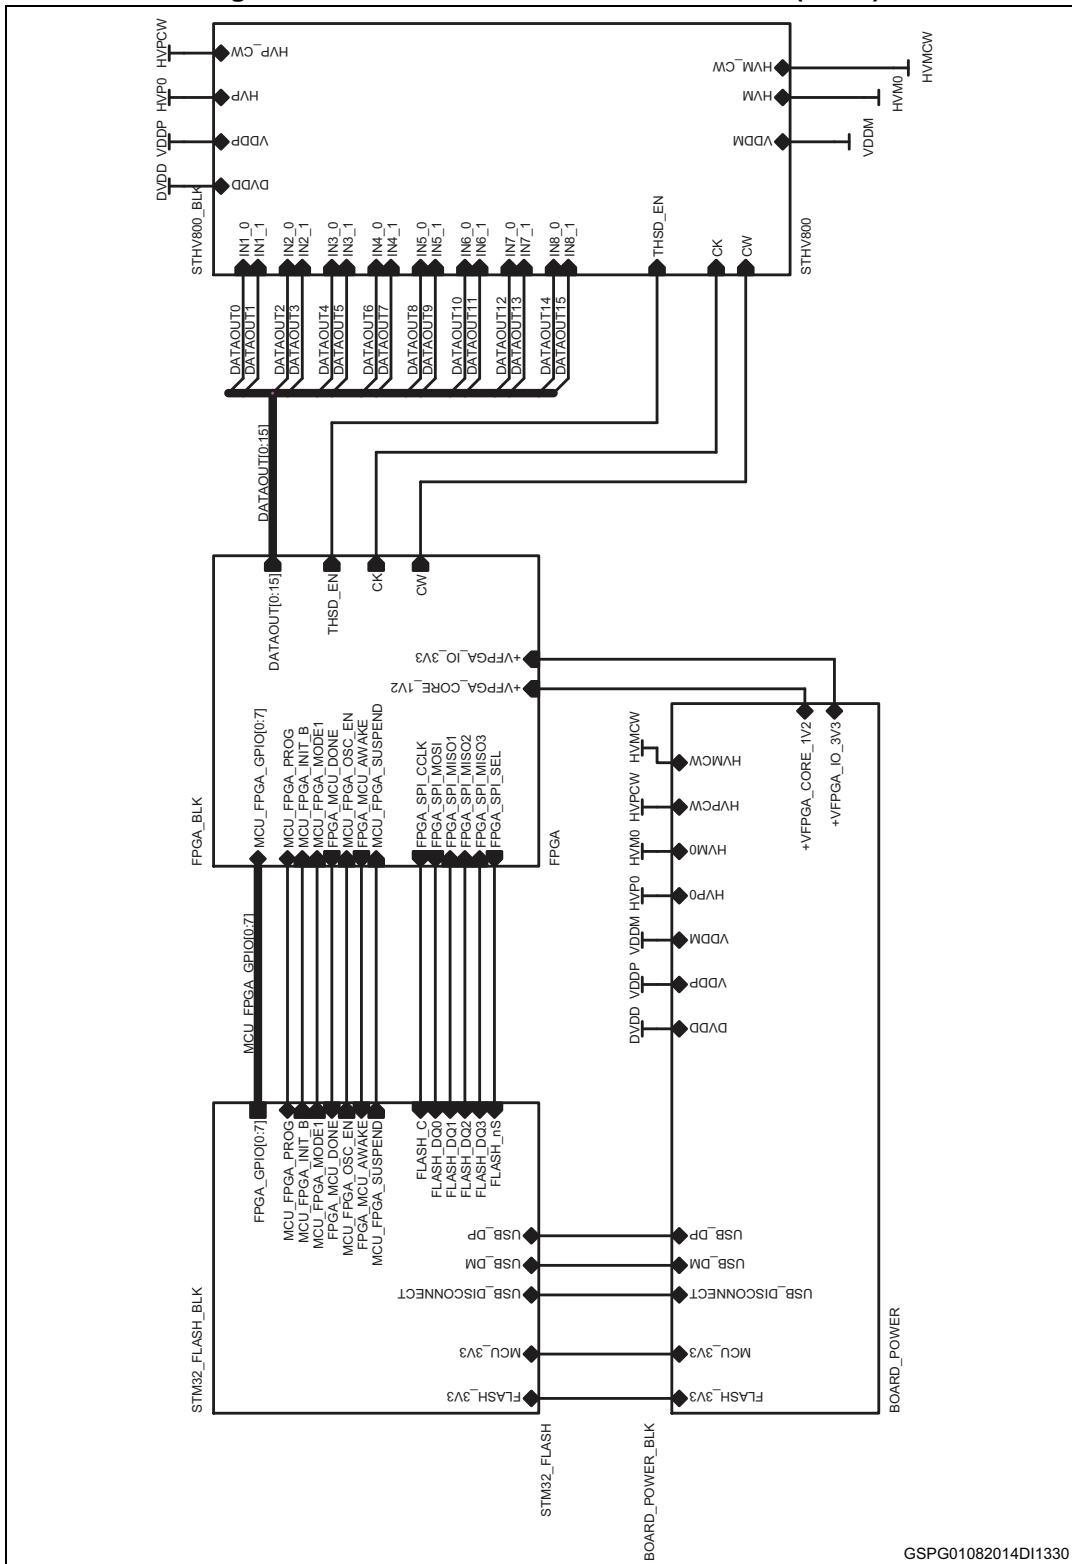 HVPCW
HVP0
VDDP
DVDD
HVP_CW
HVP
VDDP
DVDD
STHV800_BLK
HVM_CW
HVM
VDDM
HVMCW
HVM0
VDDM
IN1_0
IN1_1
IN2_0
IN2_1
IN3_0
IN3_1
IN4_0
IN4_1
IN5_0
IN5_1
IN6_0
IN6_1
IN7_0
IN7_1
IN8_0
IN8_1
THSD_EN
CK
CW
STHV800
DATAOUT0
DATAOUT1
DATAOUT2
DATAOUT3
DATAOUT4
DATAOUT5
DATAOUT6
DATAOUT7
DATAOUT8
DATAOUT9
DATAOUT10
DATAOUT11
DATAOUT12
DATAOUT13
DATAOUT14
DATAOUT15
DATAOUT[0:15]
DATAOUT[0:15]
THSD_EN
CK
CW
+VFPGA_IO_3V3
+VFPGA_CORE_1V2
FPGA_BLK
MCU_FPGA_GPIO[0:7]
MCU_FPGA_PROG
MCU_FPGA_INIT_B
MCU_FPGA_MODE1
FPGA_MCU_DONE
MCU_FPGA_OSC_EN
FPGA_MCU_AWAKE
MCU_FPGA_SUSPEND
FPGA_SPI_CCLK
FPGA_SPI_MOSI
FPGA_SPI_MISO1
FPGA_SPI_MISO2
FPGA_SPI_MISO3
FPGA_SPI_SEL
FPGA
MCU_FPGA_GPIO[0:7]
FPGA_GPIO[0:7]
MCU_FPGA_PROG
MCU_FPGA_INIT_B
MCU_FPGA_MODE1
FPGA_MCU_DONE
MCU_FPGA_OSC_EN
FPGA_MCU_AWAKE
MCU_FPGA_SUSPEND
FLASH_C
FLASH_DQ0
FLASH_DQ1
FLASH_DQ2
FLASH_DQ3
FLASH_nS
STM32_FLASH_BLK
USB_DP
USB_DM
USB_DISCONNECT
MCU_3V3
FLASH_3V3
STM32_FLASH
HVMCW
HVPCW
HVM0
HVP0
VDDM
VDDP
DVDD
HVMCW
HVPCW
HVM0
HVP0
VDDM
VDDP
DVDD
+VFPGA_CORE_1V2
+VFPGA_IO_3V3
USB_DP
USB_DM
USB_DISCONNECT
MCU_3V3
FLASH_3V3
BOARD_POWER
BOARD_POWER_BLK
GSPG01082014DI1330